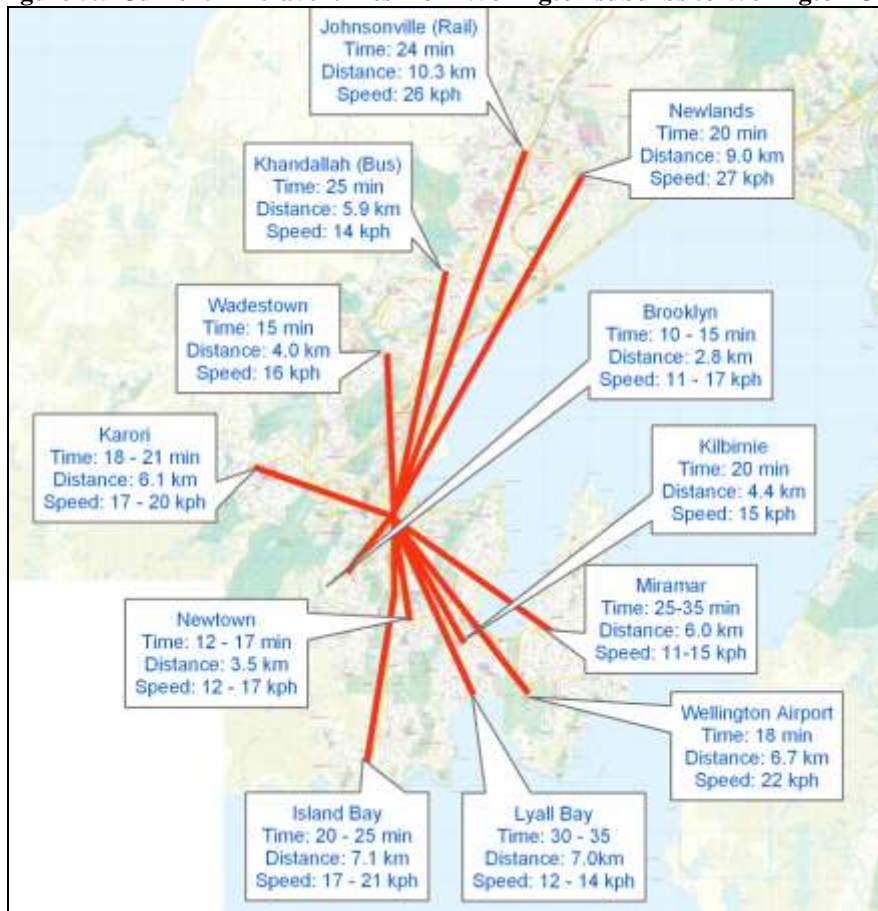 Johnsonville (Rail)
Time: 24 min
Distance: 10.3 km
Speed: 26 kph
Newlands
Time: 20 min
Distance: 9.0 km
Speed: 27 kph
Khandallah (Bus)
Time: 25 min
Distance: 5.9 km
Speed: 14 kph
Wadestown
Time: 15 min
Distance: 4.0 km
Speed: 16 kph
Brooklyn
Time: 10 - 15 min
Distance: 2.8 km
Speed: 11 - 17 kph
Karori
Time: 18 - 21 min
Distance: 6.1 km
Speed: 17 - 20 kph
Kilbirnie
Time: 20 min
Distance: 4.4 km
Speed: 15 kph
Miramar
Time: 25-35 min
Distance: 6.0 km
Speed: 11-15 kph
Newtown
Time: 12 - 17 min
Distance: 3.5 km
Speed: 12 - 17 kph
Wellington Airport
Time: 18 min
Distance: 6.7 km
Speed: 22 kph
Island Bay
Time: 20 - 25 min
Distance: 7.1 km
Speed: 17 - 21 kph
Lyall Bay
Time: 30 - 35
Distance: 7.0km
Speed: 12 - 14 kph